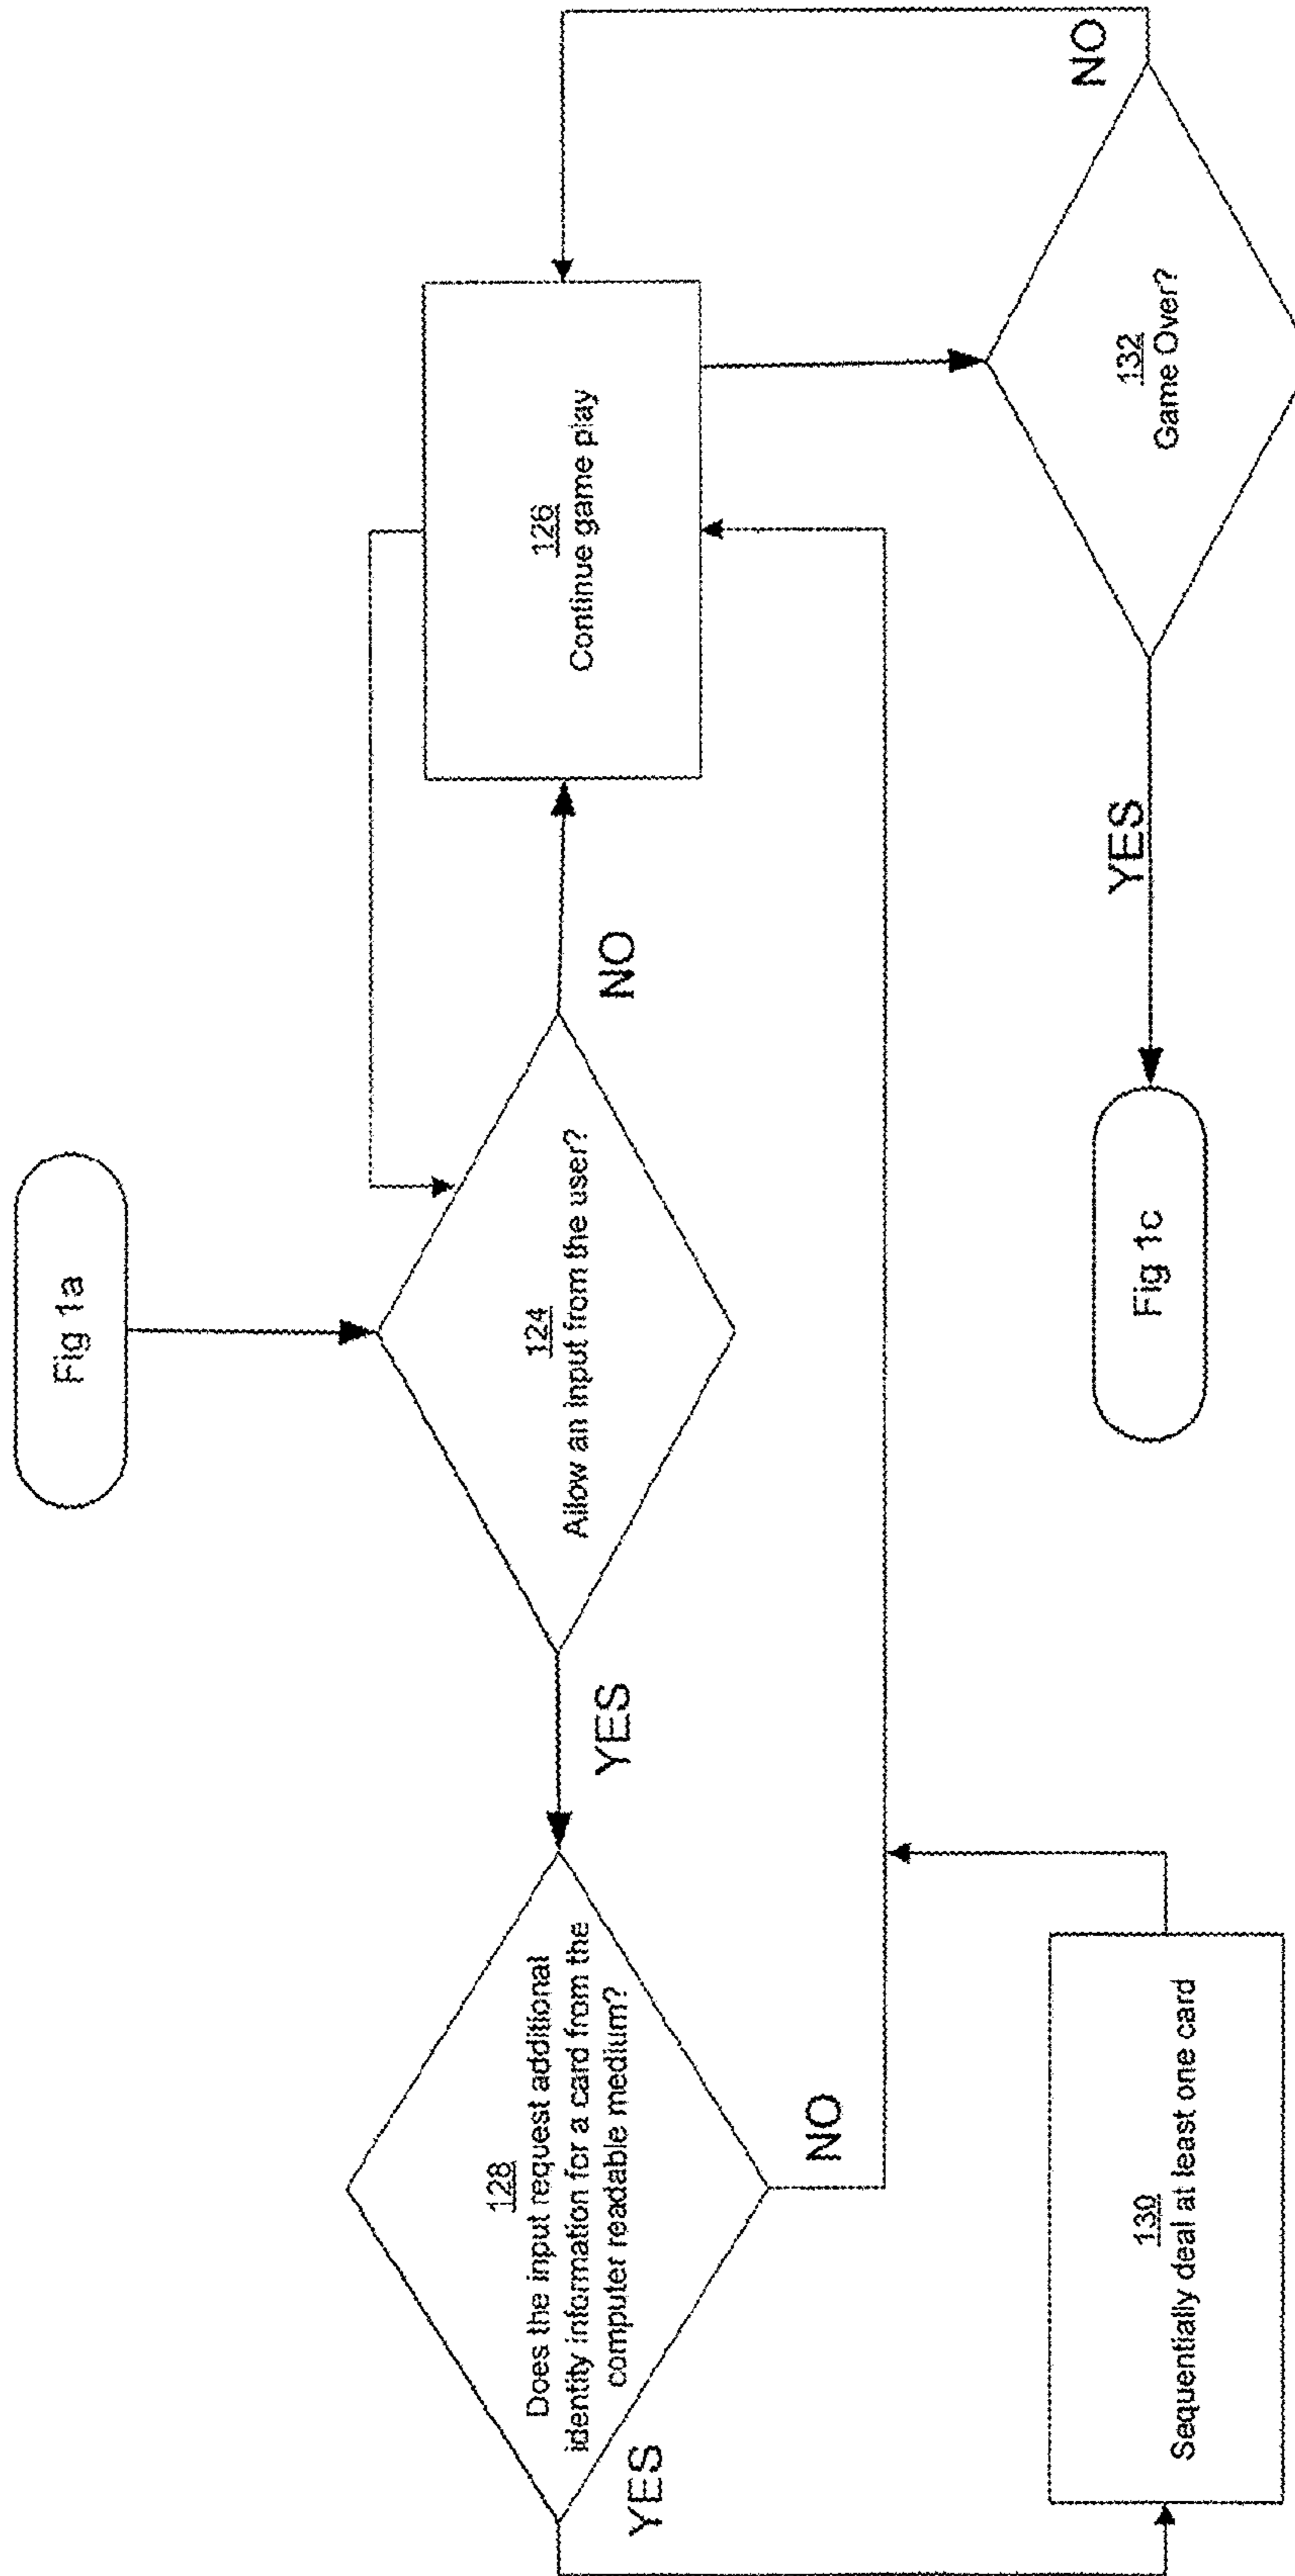 Fig 1a
124
Allow an input from the user?
YES
NO
128
Does the input request additional
identity information for a card from the
computer readable medium?
YES
NO
126
Continue game play
130
Sequentially deal at least one card
132
Game Over?
YES
NO
Fig 1c